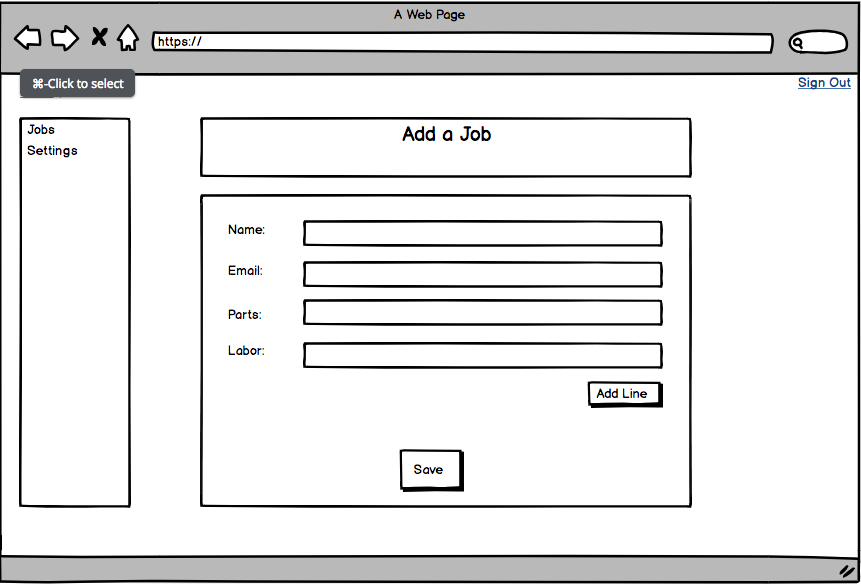 A Web Page
https://
⌘-Click to select
Sign Out
Jobs
Settings
Add a Job
Name:
Email:
Parts:
Labor:
Add Line
Save